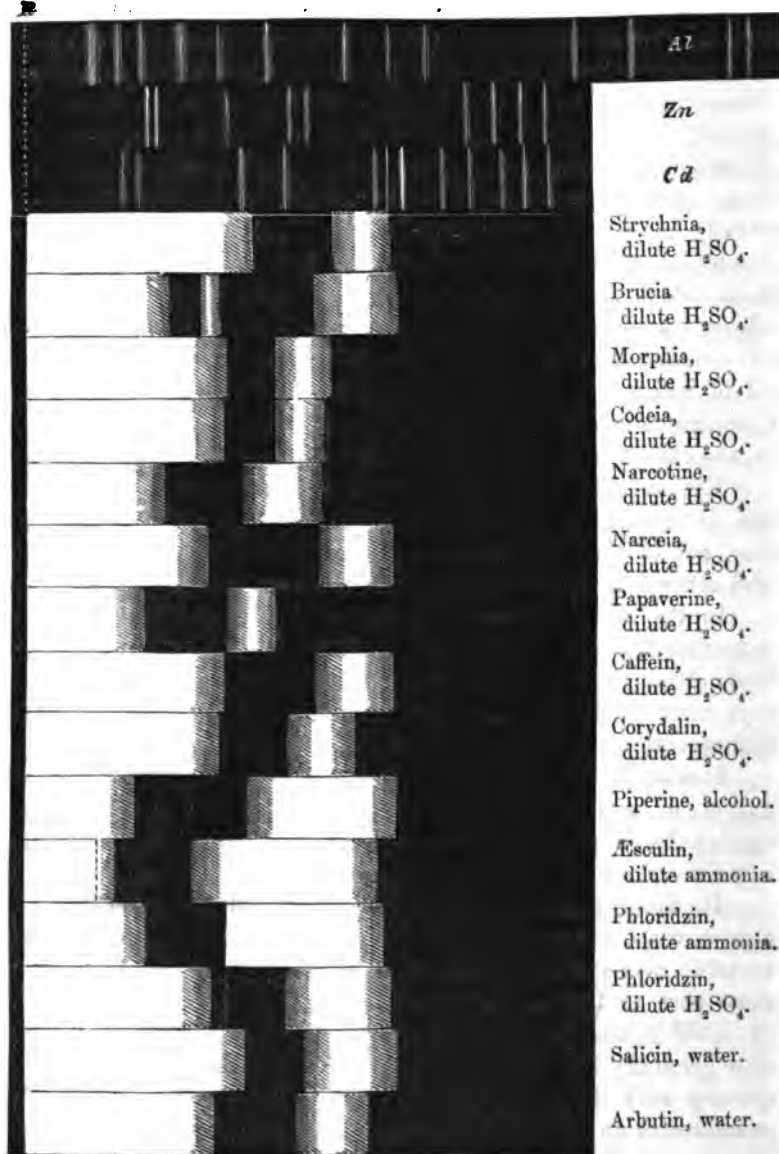 Al
Zn
Cd
Strychnia,
dilute H₂SO₄.
Brucia
dilute H₂SO₄.
Morphia,
dilute H₂SO₄.
Codeia,
dilute H₂SO₄.
Narcotine,
dilute H₂SO₄.
Narceia,
dilute H₂SO₄.
Papaverine,
dilute H₂SO₄.
Caffein,
dilute H₂SO₄.
Corydalin,
dilute H₂SO₄.
Piperine, alcohol.
Æsculin,
dilute ammonia.
Phloridzin,
dilute ammonia.
Phloridzin,
dilute H₂SO₄.
Salicin, water.
Arbutin, water.